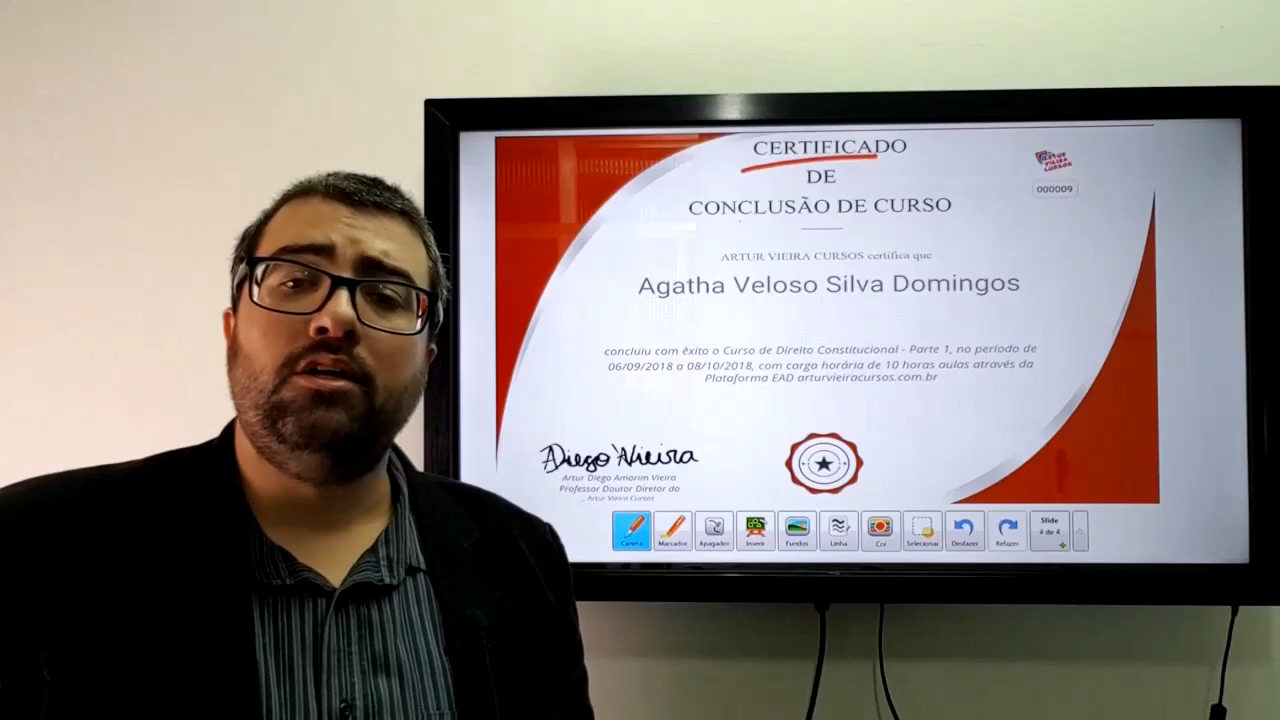 CERTIFICADO
DE
CONCLUSÃO DE CURSO
ARTUR VIEIRA CURSOS
000009
ARTUR VIEIRA CURSOS certifica que
Agatha Veloso Silva Domingos
concluiu com êxito o Curso de Direito Constitucional - Parte 1, no período de
06/09/2018 a 08/10/2018, com carga horária de 10 horas aulas através da
Plataforma EAD arturvieiracursos.com.br
Diego Vieira
Artur Diego Amorim Vieira
Professor Doutor Diretor do
Artur Vieira Cursos
Caneta Marcador Apagador Inserir Fundos Linha Cor Selecionar Desfazer Refazer
Slide
4 de 4